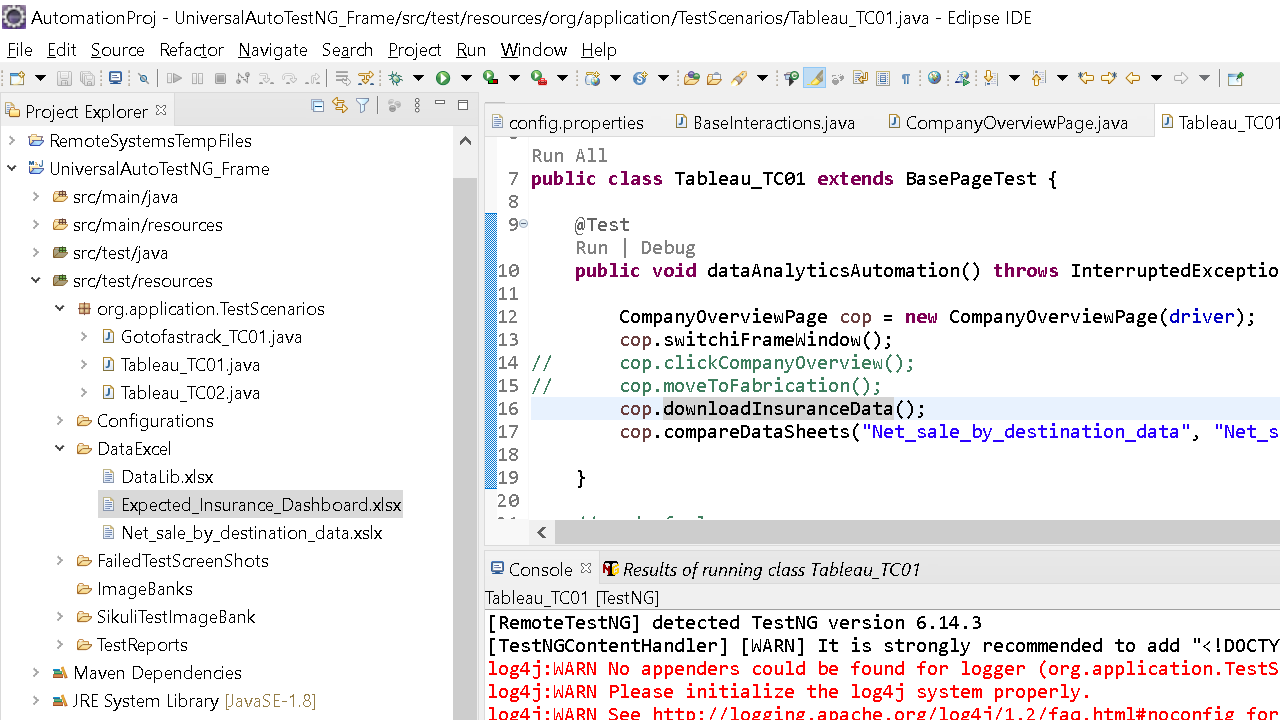 AutomationProj - UniversalAutoTestNG_Frame/src/test/resources/org/application/TestScenarios/Tableau_TC01.java - Eclipse IDE
File Edit Source Refactor Navigate Search Project Run Window Help
Project Explorer
RemoteSystemsTempFiles
UniversalAutoTestNG_Frame
src/main/java
src/main/resources
src/test/java
src/test/resources
org.application.TestScenarios
Gotofastrack_TC01.java
Tableau_TC01.java
Tableau_TC02.java
Configurations
DataExcel
DataLib.xlsx
Expected_Insurance_Dashboard.xlsx
Net_sale_by_destination_data.xslx
FailedTestScreenShots
ImageBanks
SikuliTestImageBank
TestReports
Maven Dependencies
JRE System Library [JavaSE-1.8]
config.properties BaseInteractions.java CompanyOverviewPage.java Tableau_TC01
Run All
7 public class Tableau_TC01 extends BasePageTest {
8
9 @Test
Run | Debug
10 public void dataAnalyticsAutomation() throws InterruptedExceptio
11
12 CompanyOverviewPage cop = new CompanyOverviewPage(driver);
13 cop.switchiFrameWindow();
14 // cop.clickCompanyOverview();
15 // cop.moveToFabrication();
16 cop.downloadInsuranceData();
17 cop.compareDataSheets("Net_sale_by_destination_data", "Net_s
18
19 }
20
Console Results of running class Tableau_TC01
Tableau_TC01 [TestNG]
[RemoteTestNG] detected TestNG version 6.14.3
[TestNGContentHandler] [WARN] It is strongly recommended to add "<!DOCTY
log4j:WARN No appenders could be found for logger (org.application.TestS
log4j:WARN Please initialize the log4j system properly.
log4j:WARN See http://logging.apache.org/log4j/1.2/faq.html#noconfig for